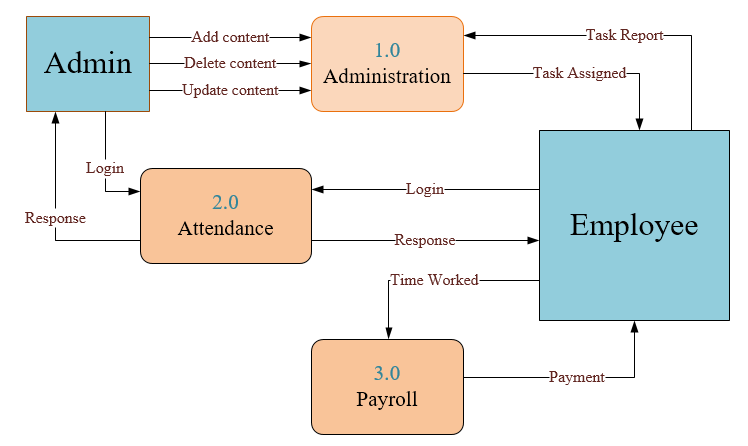 Admin
Add content
Delete content
Update content
1.0
Administration
Task Report
Task Assigned
Login
2.0
Attendance
Response
Login
Response
Employee
Time Worked
3.0
Payroll
Payment